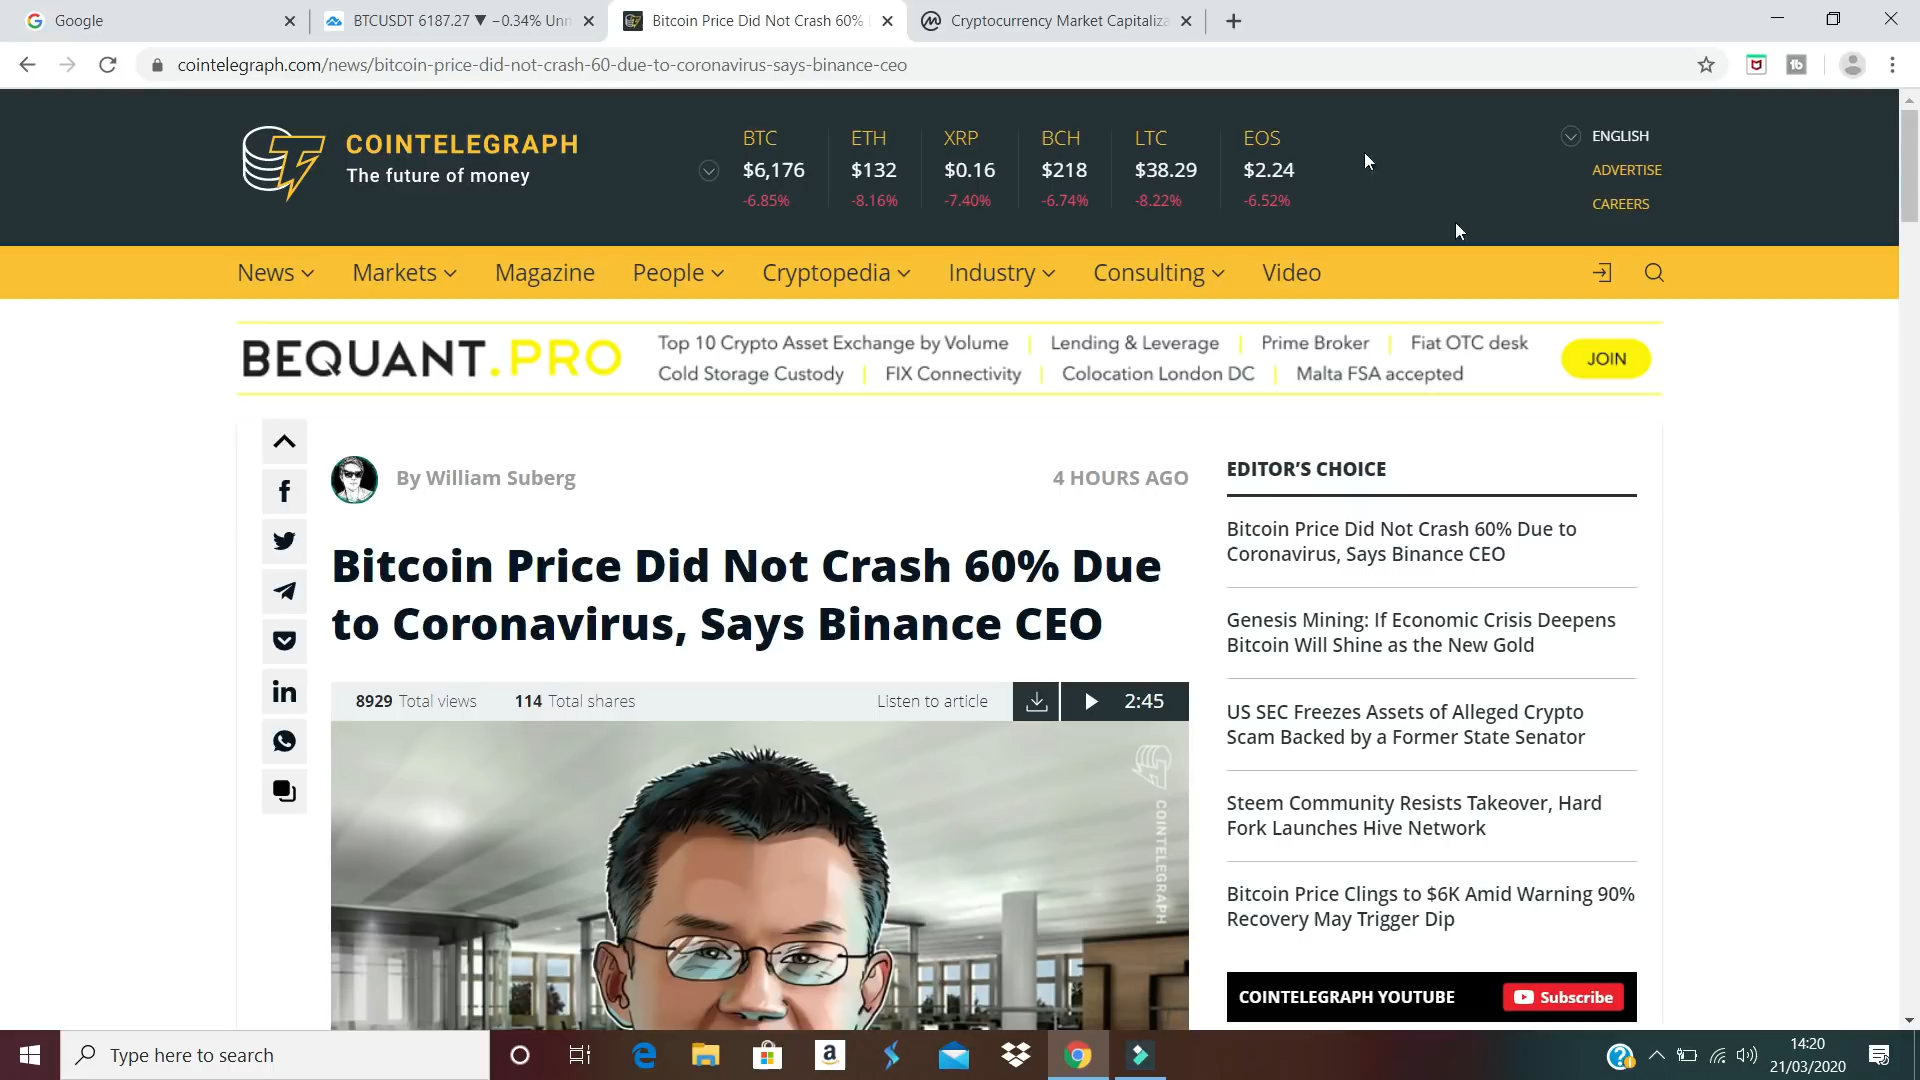 Google
BTCUSDT 6187.27 ▼ −0.34% Unn
Bitcoin Price Did Not Crash 60%
Cryptocurrency Market Capitaliza
cointelegraph.com/news/bitcoin-price-did-not-crash-60-due-to-coronavirus-says-binance-ceo
COINTELEGRAPH
The future of money
BTC ETH XRP BCH LTC EOS
$6,176 $132 $0.16 $218 $38.29 $2.24
-6.85% -8.16% -7.40% -6.74% -8.22% -6.52%
ENGLISH
ADVERTISE
CAREERS
News Markets Magazine People Cryptopedia Industry Consulting Video
BEQUANT.PRO
Top 10 Crypto Asset Exchange by Volume | Lending & Leverage | Prime Broker | Fiat OTC desk
Cold Storage Custody | FIX Connectivity | Colocation London DC | Malta FSA accepted
JOIN
By William Suberg
4 HOURS AGO
Bitcoin Price Did Not Crash 60% Due
to Coronavirus, Says Binance CEO
8929 Total views 114 Total shares Listen to article 2:45
COINTELEGRAPH
EDITOR'S CHOICE
Bitcoin Price Did Not Crash 60% Due to
Coronavirus, Says Binance CEO
Genesis Mining: If Economic Crisis Deepens
Bitcoin Will Shine as the New Gold
US SEC Freezes Assets of Alleged Crypto
Scam Backed by a Former State Senator
Steem Community Resists Takeover, Hard
Fork Launches Hive Network
Bitcoin Price Clings to $6K Amid Warning 90%
Recovery May Trigger Dip
COINTELEGRAPH YOUTUBE
Subscribe
Type here to search
14:20
21/03/2020